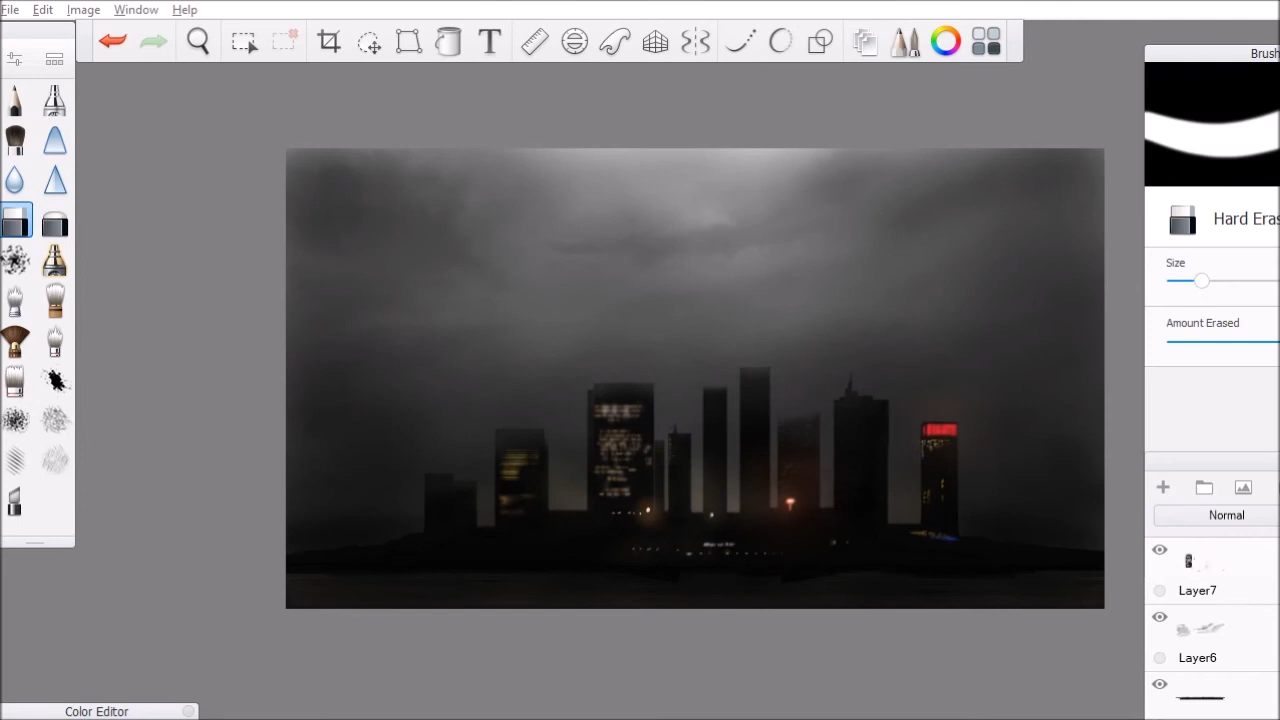 File Edit Image Window Help
Brush
Hard Eras
Size
Amount Erased
Normal
Layer7
Layer6
Color Editor